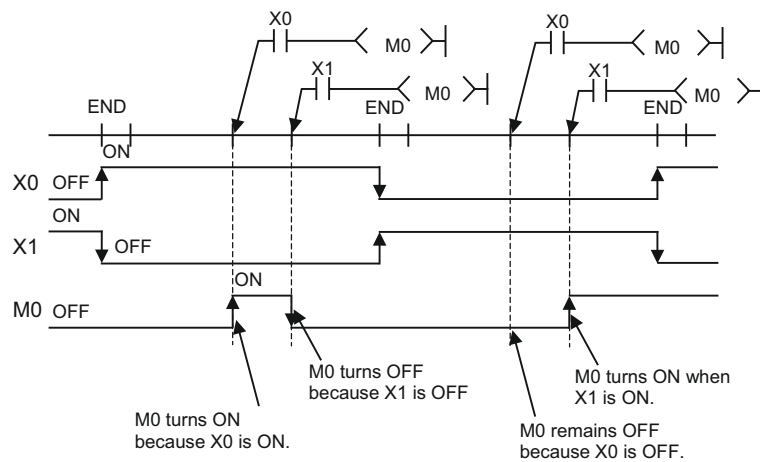 X0
M0
X0
M0
X1
M0
X1
M0
END
END
END
ON
X0 OFF
ON
X1
OFF
ON
M0 OFF
M0 turns OFF
because X1 is OFF
M0 turns ON when
X1 is ON.
M0 turns ON
because X0 is ON.
M0 remains OFF
because X0 is OFF.